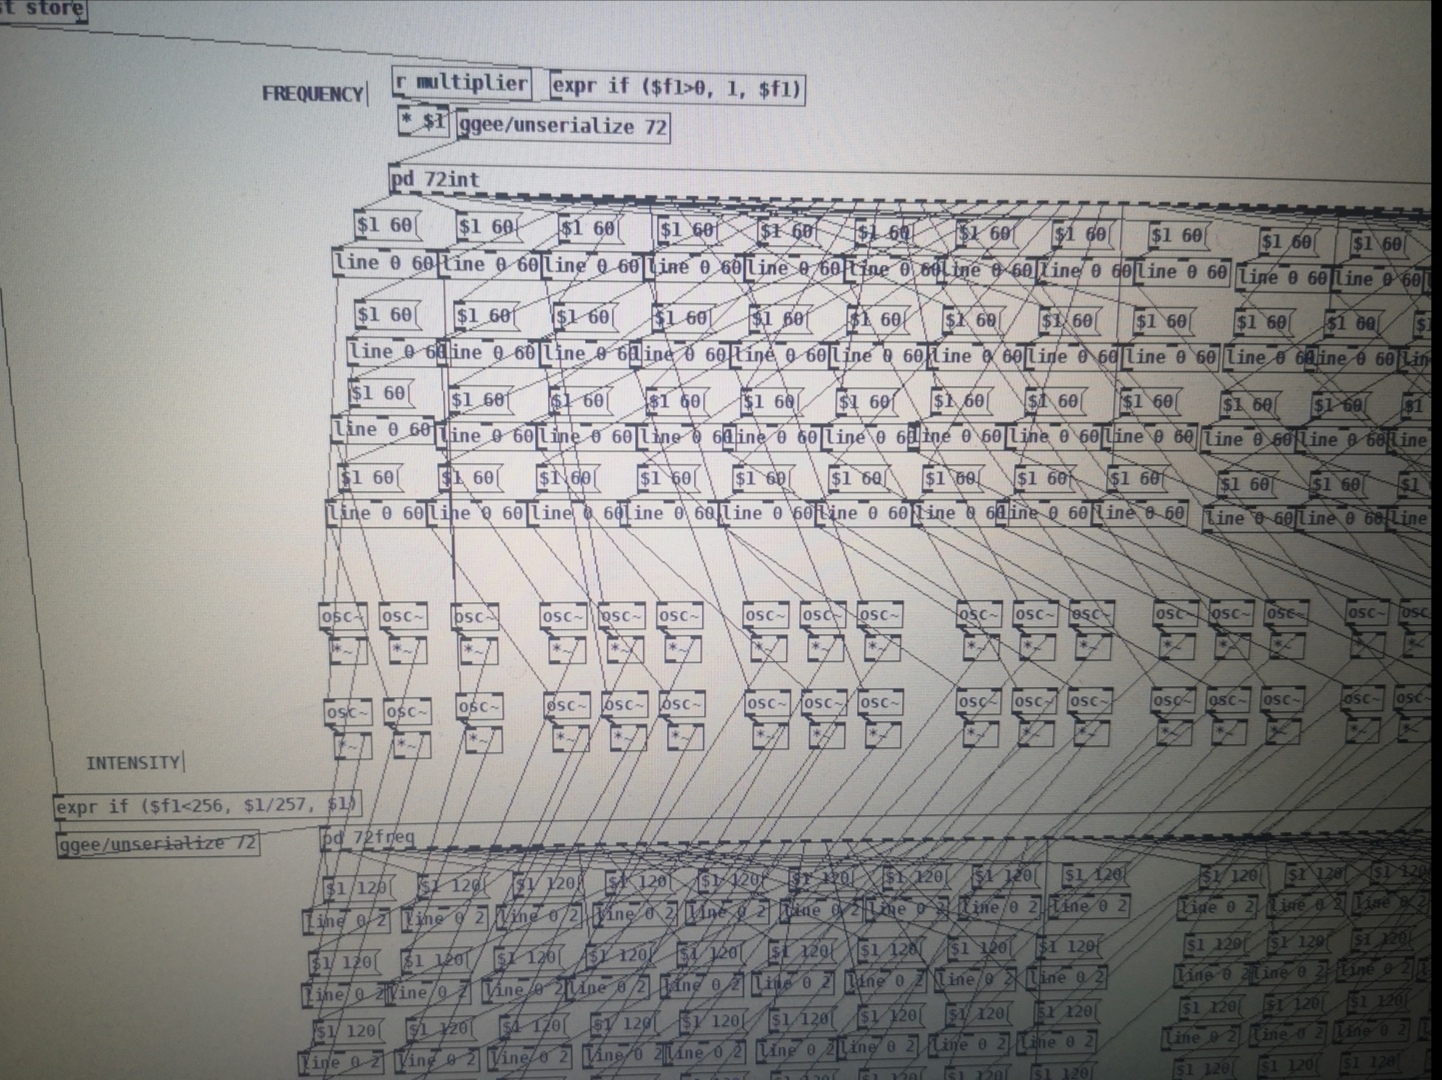 t store
FREQUENCY
r multiplier expr if ($f1>0, 1, $f1)
* $1 ggee/unserialize 72
pd 72int
$1 60 $1 60 $1 60 $1 60 $1 60 $1 60 $1 60 $1 60 $1 60 $1 60 $1 60
line 0 60 line 0 60 line 0 60 line 0 60 line 0 60 line 0 60 line 0 60 line 0 60 line 0 60 line 0 60 line 0 60
$1 60 $1 60 $1 60 $1 60 $1 60 $1 60 $1 60 $1 60 $1 60 $1 60 $1 60 $1
line 0 60 line 0 60 line 0 60 line 0 60 line 0 60 line 0 60 line 0 60 line 0 60 line 0 60 line 0 60 line 0 60 lin
$1 60 $1 60 $1 60 $1 60 $1 60 $1 60 $1 60 $1 60 $1 60 $1 60 $1 60 $1
line 0 60 line 0 60 line 0 60 line 0 60 line 0 60 line 0 60 line 0 60 line 0 60 line 0 60 line 0 60 line 0 60 line
$1 60 $1 60 $1 60 $1 60 $1 60 $1 60 $1 60 $1 60 $1 60 $1 60 $1 60 $1
line 0 60 line 0 60 line 0 60 line 0 60 line 0 60 line 0 60 line 0 60 line 0 60 line 0 60 line 0 60 line 0 60 line
osc~ osc~ osc~ osc~ osc~ osc~ osc~ osc~ osc~ osc~ osc~ osc~ osc~ osc~ osc~ osc~ osc
*~ *~ *~ *~ *~ *~ *~ *~ *~ *~ *~ *~ *~ *~ *~ *~ *~
osc~ osc~ osc~ osc~ osc~ osc~ osc~ osc~ osc~ osc~ osc~ osc~ osc~ osc~ osc~ osc~ osc~
*~ *~ *~ *~ *~ *~ *~ *~ *~ *~ *~ *~ *~ *~ *~ *~ *~
INTENSITY
expr if ($f1<256, $1/257, $1)
ggee/unserialize 72
pd 72freq
$1 120 $1 120 $1 120 $1 120 $1 120 $1 120 $1 120 $1 120 $1 120 $1 120 $1 120 $1 120
line 0 2 line 0 2 line 0 2 line 0 2 line 0 2 line 0 2 line 0 2 line 0 2 line 0 2 line 0 2 line 0 2 line 0 2
$1 120 $1 120 $1 120 $1 120 $1 120 $1 120 $1 120 $1 120 $1 120 $1 120 $1 120 $1 120
line 0 2 line 0 2 line 0 2 line 0 2 line 0 2 line 0 2 line 0 2 line 0 2 line 0 2 line 0 2 line 0 2 line 0 2
$1 120 $1 120 $1 120 $1 120 $1 120 $1 120 $1 120 $1 120 $1 120 $1 120 $1 120 $1 120
line 0 2 line 0 2 line 0 2 line 0 2 line 0 2 line 0 2 line 0 2 line 0 2 line 0 2 line 0 2 line 0 2 line 0 2
$1 120 $1 120 $1 120